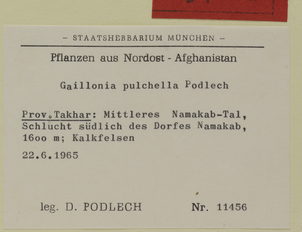 – STAATSHERBARIUM MÜNCHEN –
Pflanzen aus Nordost - Afghanistan
Gaillonia pulchella Podlech
Prov.Takhar: Mittleres Namakab-Tal,
Schlucht südlich des Dorfes Namakab,
16oo m; Kalkfelsen
22.6.1965
leg. D. PODLECH Nr. 11456